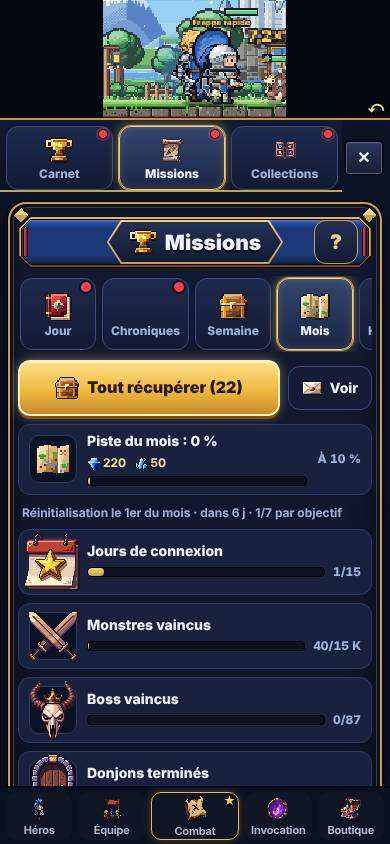 Frappe rapide
Carnet
Missions
Collections
Missions
?
Jour
Chroniques
Semaine
Mois
Tout récupérer (22)
Voir
Piste du mois : 0 %
220 50
À 10 %
Réinitialisation le 1er du mois · dans 6 j · 1/7 par objectif
Jours de connexion
1/15
Monstres vaincus
40/15 K
Boss vaincus
0/87
Donjons terminés
Héros
Équipe
Combat
Invocation
Boutique